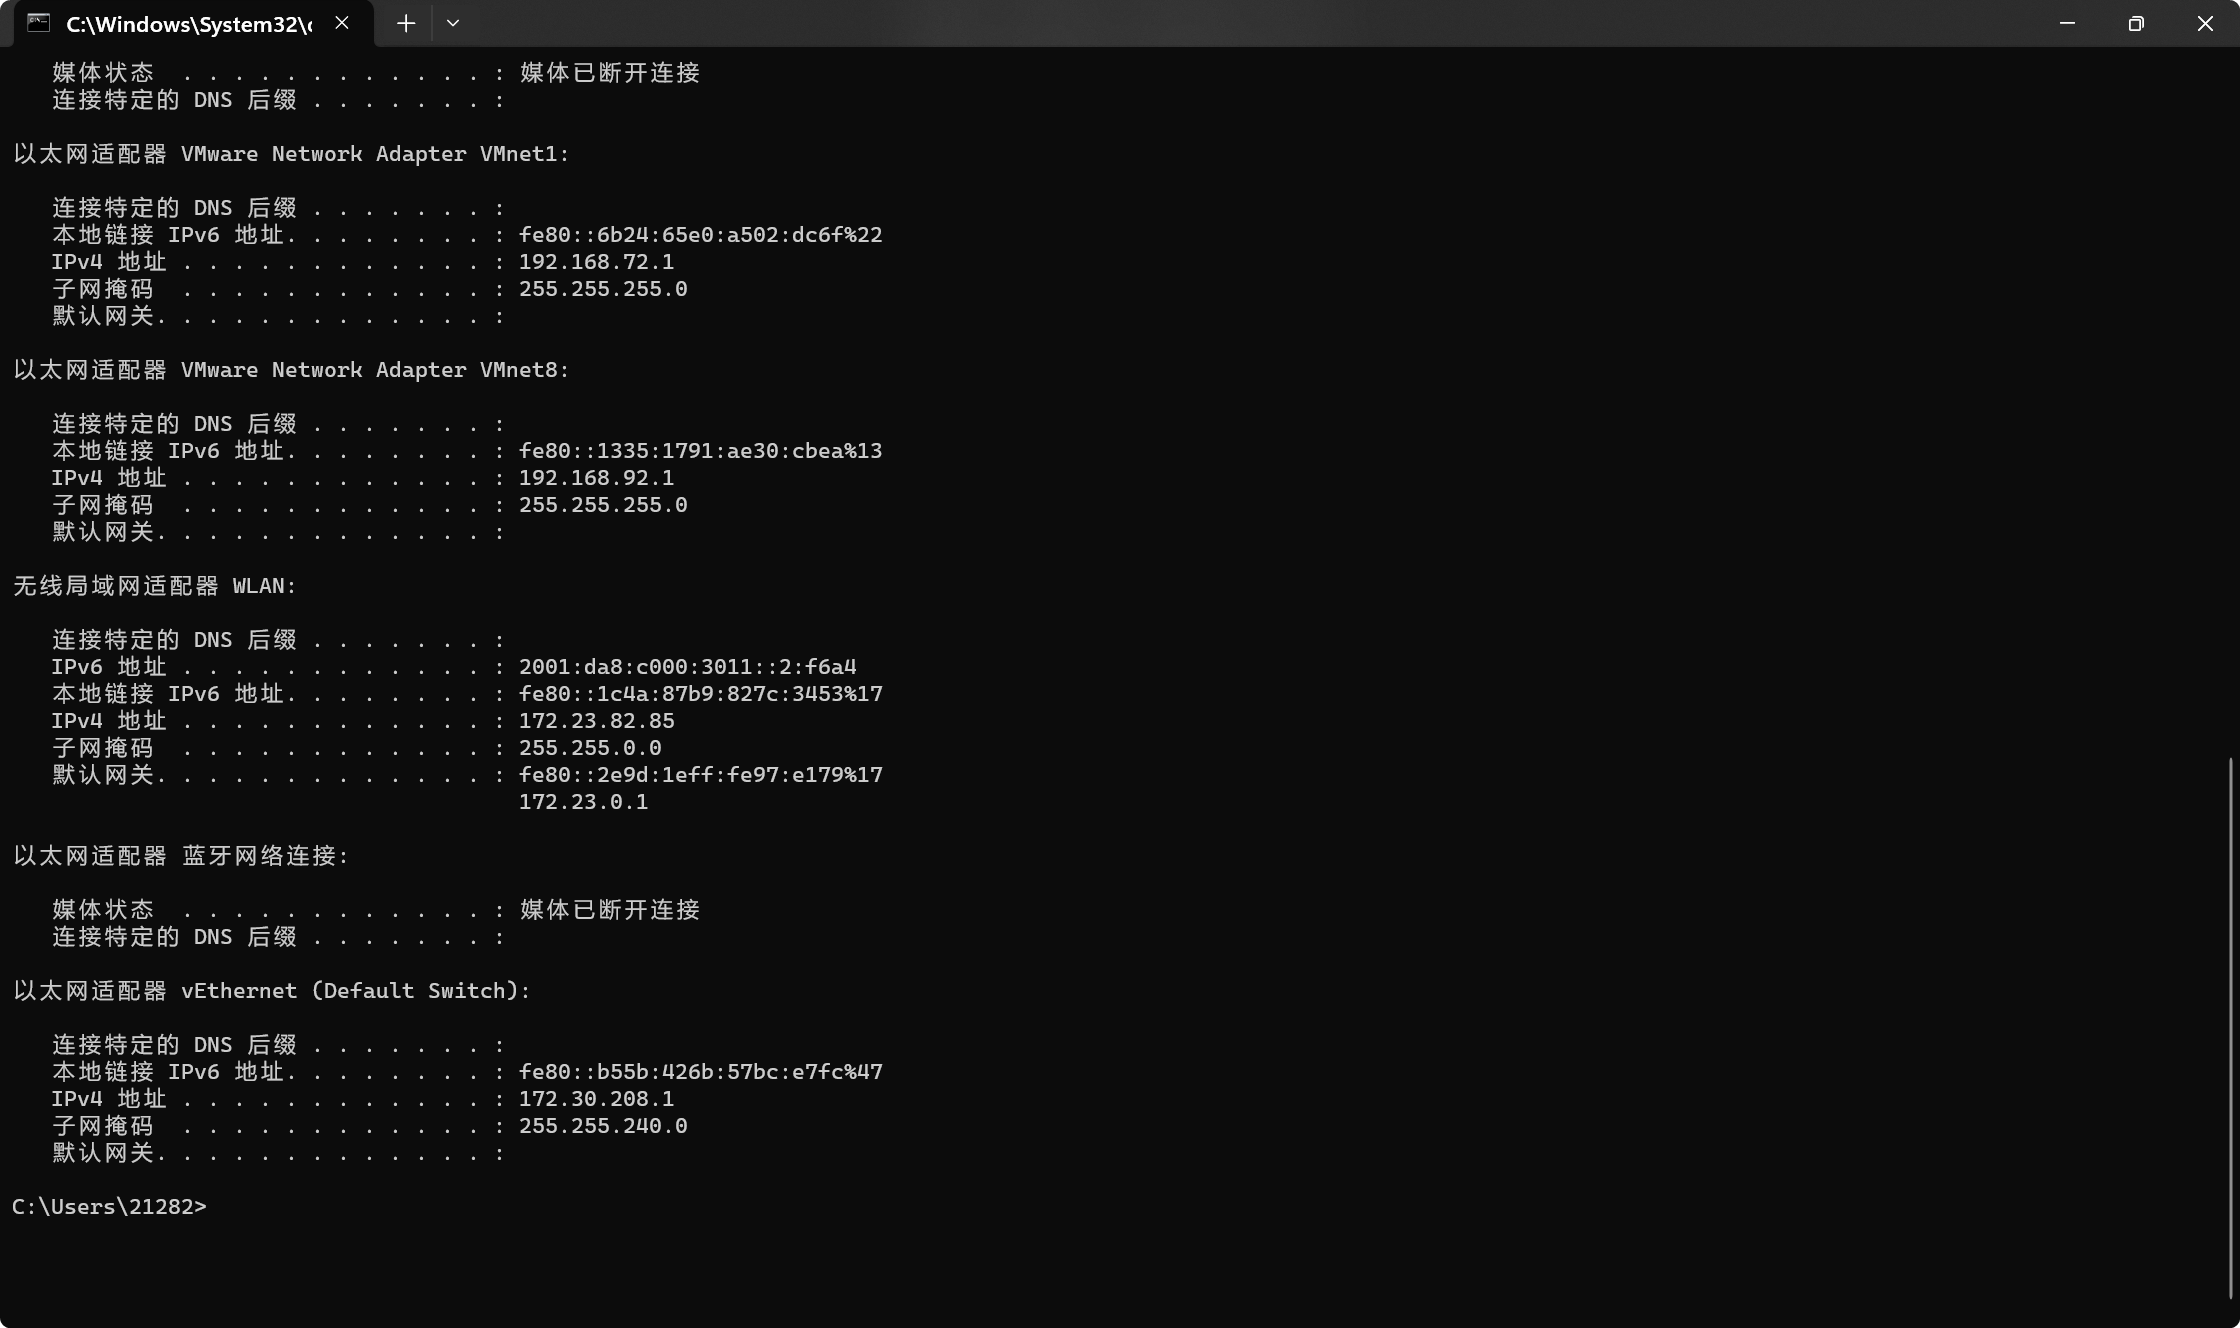 C:\Windows\System32\c
媒体状态  . . . . . . . . . . . . : 媒体已断开连接
连接特定的 DNS 后缀 . . . . . . . :
以太网适配器 VMware Network Adapter VMnet1:
连接特定的 DNS 后缀 . . . . . . . :
本地链接 IPv6 地址. . . . . . . . : fe80::6b24:65e0:a502:dc6f%22
IPv4 地址 . . . . . . . . . . . . : 192.168.72.1
子网掩码  . . . . . . . . . . . . : 255.255.255.0
默认网关. . . . . . . . . . . . . :
以太网适配器 VMware Network Adapter VMnet8:
连接特定的 DNS 后缀 . . . . . . . :
本地链接 IPv6 地址. . . . . . . . : fe80::1335:1791:ae30:cbea%13
IPv4 地址 . . . . . . . . . . . . : 192.168.92.1
子网掩码  . . . . . . . . . . . . : 255.255.255.0
默认网关. . . . . . . . . . . . . :
无线局域网适配器 WLAN:
连接特定的 DNS 后缀 . . . . . . . :
IPv6 地址 . . . . . . . . . . . . : 2001:da8:c000:3011::2:f6a4
本地链接 IPv6 地址. . . . . . . . : fe80::1c4a:87b9:827c:3453%17
IPv4 地址 . . . . . . . . . . . . : 172.23.82.85
子网掩码  . . . . . . . . . . . . : 255.255.0.0
默认网关. . . . . . . . . . . . . : fe80::2e9d:1eff:fe97:e179%17
172.23.0.1
以太网适配器 蓝牙网络连接:
媒体状态  . . . . . . . . . . . . : 媒体已断开连接
连接特定的 DNS 后缀 . . . . . . . :
以太网适配器 vEthernet (Default Switch):
连接特定的 DNS 后缀 . . . . . . . :
本地链接 IPv6 地址. . . . . . . . : fe80::b55b:426b:57bc:e7fc%47
IPv4 地址 . . . . . . . . . . . . : 172.30.208.1
子网掩码  . . . . . . . . . . . . : 255.255.240.0
默认网关. . . . . . . . . . . . . :
C:\Users\21282>